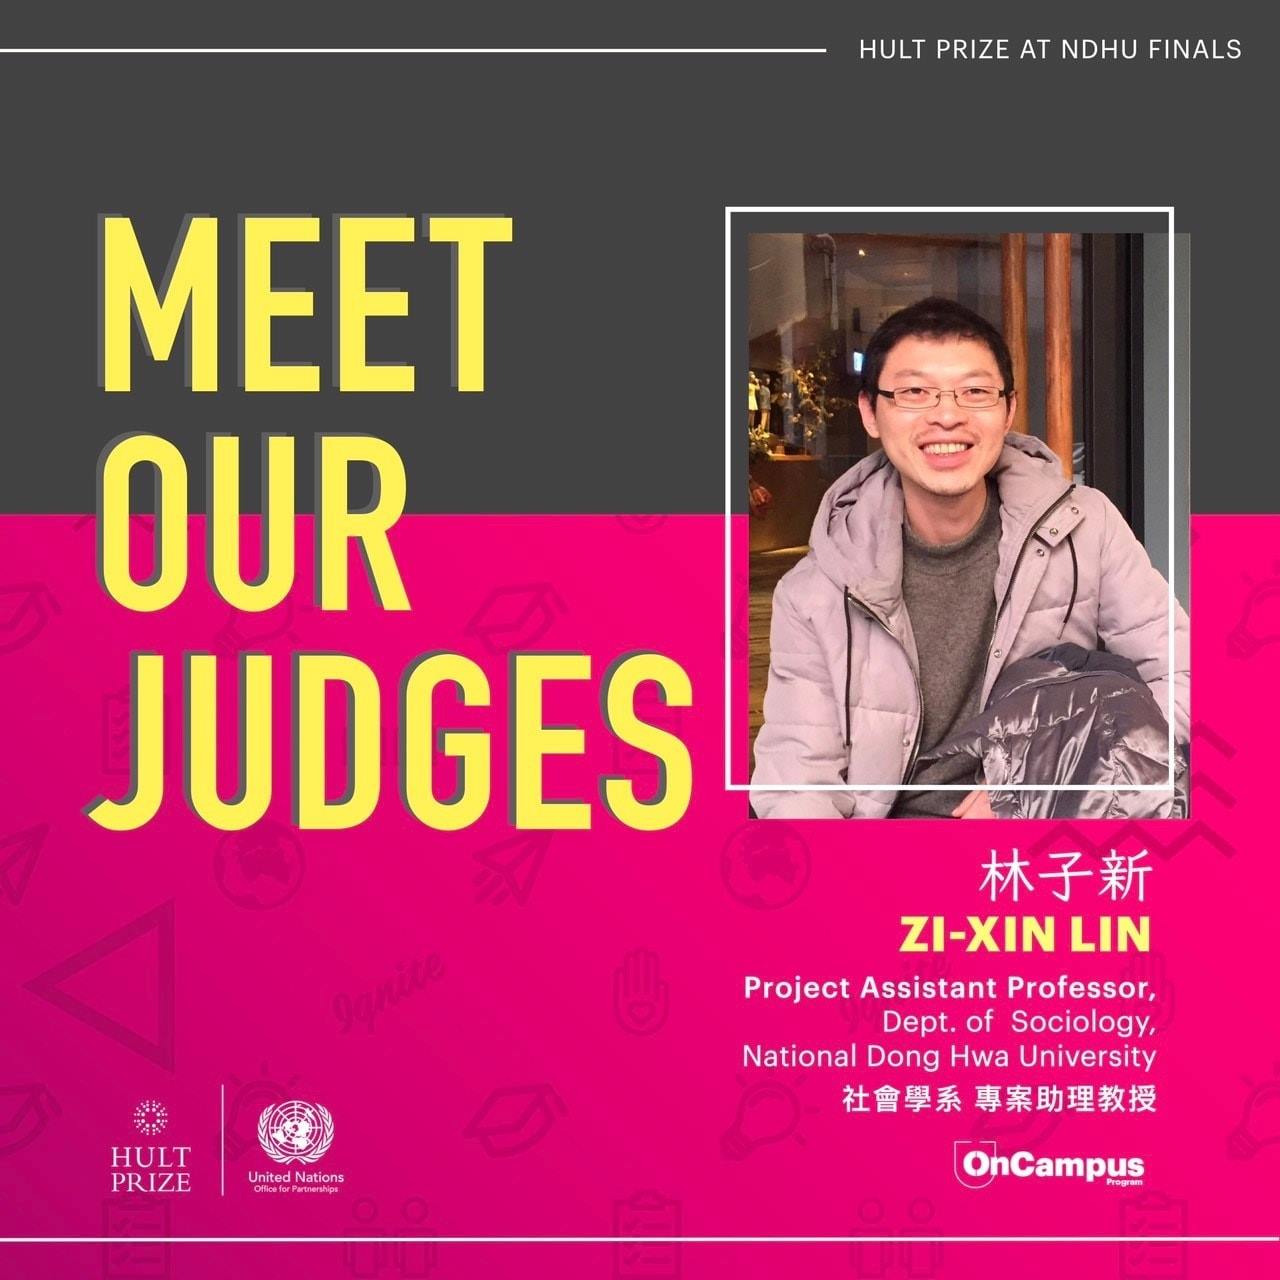 HULT PRIZE AT NDHU FINALS
MEET
OUR
JUDGES
林子新
ZI-XIN LIN
Project Assistant Professor,
Dept. of Sociology,
National Dong Hwa University
社會學系 專案助理教授
Ignite
Ignite
HULT
PRIZE
United Nations
Office for Partnerships
OnCampus
Program